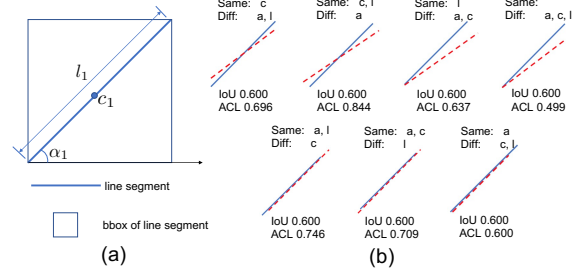 Same: c
Diff: a, l
IoU 0.600
ACL 0.696
Same: c, l
Diff: a
IoU 0.600
ACL 0.844
Same: l
Diff: a, c
IoU 0.600
ACL 0.637
Same:
Diff: a, c, l
IoU 0.600
ACL 0.499
l₁
c₁
α₁
line segment
bbox of line segment
(a)
Same: a, l
Diff: c
IoU 0.600
ACL 0.746
Same: a, c
Diff: l
IoU 0.600
ACL 0.709
Same: a
Diff: c, l
IoU 0.600
ACL 0.600
(b)